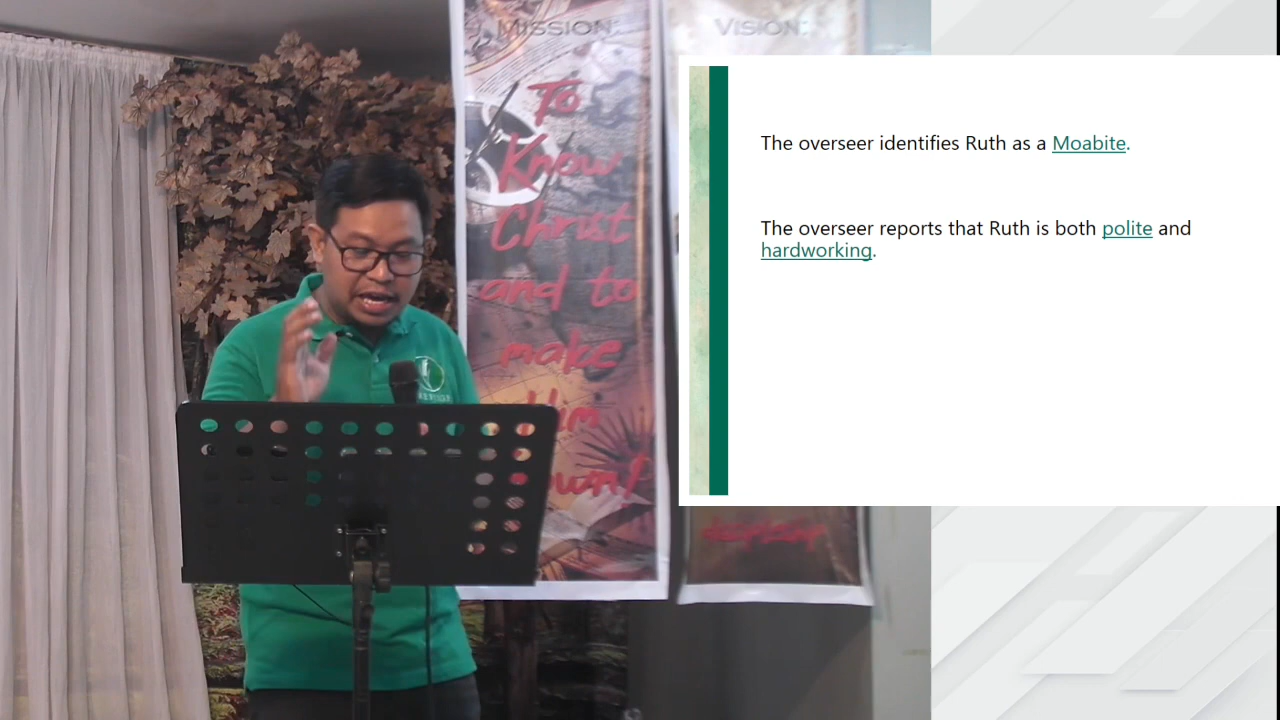 MISSION:
To
Know
Christ
and to
make
Him
VISION:
The overseer identifies Ruth as a Moabite.
The overseer reports that Ruth is both polite and
hardworking.